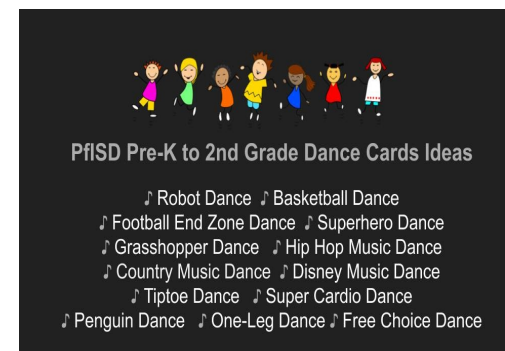 PfISD Pre-K to 2nd Grade Dance Cards Ideas
♪ Robot Dance ♪ Basketball Dance
♪ Football End Zone Dance ♪ Superhero Dance
♪ Grasshopper Dance ♪ Hip Hop Music Dance
♪ Country Music Dance ♪ Disney Music Dance
♪ Tiptoe Dance ♪ Super Cardio Dance
♪ Penguin Dance ♪ One-Leg Dance ♪ Free Choice Dance